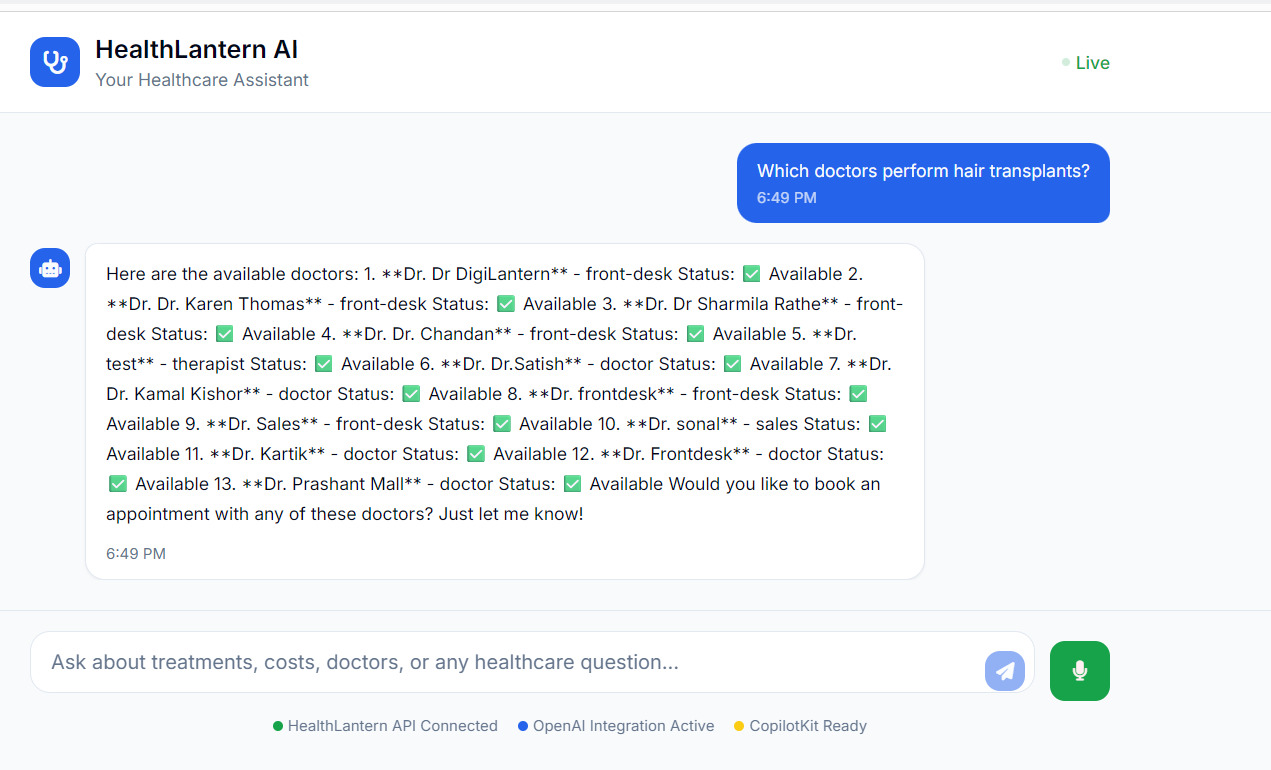 HealthLantern AI
Your Healthcare Assistant
Live
Which doctors perform hair transplants?
6:49 PM
Here are the available doctors: 1. **Dr. Dr DigiLantern** - front-desk Status: ✅ Available 2.
**Dr. Dr. Karen Thomas** - front-desk Status: ✅ Available 3. **Dr. Dr Sharmila Rathe** - front-
desk Status: ✅ Available 4. **Dr. Dr. Chandan** - front-desk Status: ✅ Available 5. **Dr.
test** - therapist Status: ✅ Available 6. **Dr. Dr.Satish** - doctor Status: ✅ Available 7. **Dr.
Dr. Kamal Kishor** - doctor Status: ✅ Available 8. **Dr. frontdesk** - front-desk Status: ✅
Available 9. **Dr. Sales** - front-desk Status: ✅ Available 10. **Dr. sonal** - sales Status: ✅
Available 11. **Dr. Kartik** - doctor Status: ✅ Available 12. **Dr. Frontdesk** - doctor Status:
✅ Available 13. **Dr. Prashant Mall** - doctor Status: ✅ Available Would you like to book an
appointment with any of these doctors? Just let me know!
6:49 PM
Ask about treatments, costs, doctors, or any healthcare question...
HealthLantern API Connected
OpenAI Integration Active
CopilotKit Ready